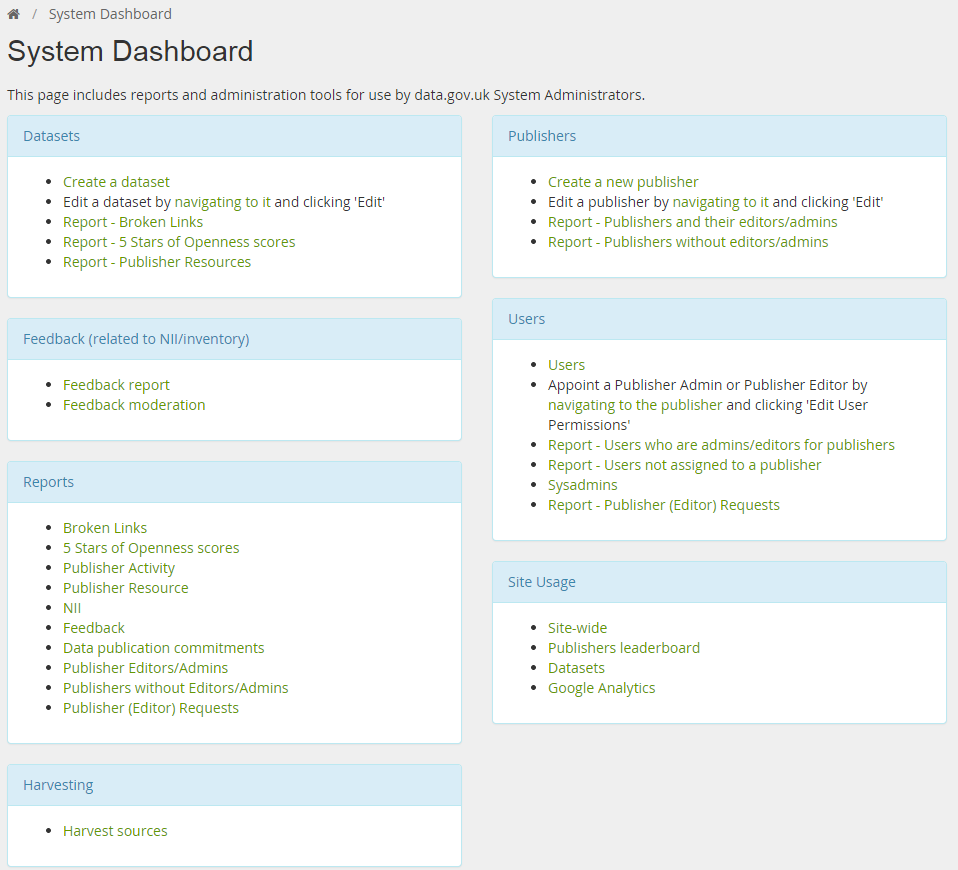 / System Dashboard
System Dashboard
This page includes reports and administration tools for use by data.gov.uk System Administrators.
Datasets
Create a dataset
Edit a dataset by navigating to it and clicking 'Edit'
Report - Broken Links
Report - 5 Stars of Openness scores
Report - Publisher Resources
Feedback (related to NII/inventory)
Feedback report
Feedback moderation
Reports
Broken Links
5 Stars of Openness scores
Publisher Activity
Publisher Resource
NII
Feedback
Data publication commitments
Publisher Editors/Admins
Publishers without Editors/Admins
Publisher (Editor) Requests
Harvesting
Harvest sources
Publishers
Create a new publisher
Edit a publisher by navigating to it and clicking 'Edit'
Report - Publishers and their editors/admins
Report - Publishers without editors/admins
Users
Users
Appoint a Publisher Admin or Publisher Editor by
navigating to the publisher and clicking 'Edit User
Permissions'
Report - Users who are admins/editors for publishers
Report - Users not assigned to a publisher
Sysadmins
Report - Publisher (Editor) Requests
Site Usage
Site-wide
Publishers leaderboard
Datasets
Google Analytics